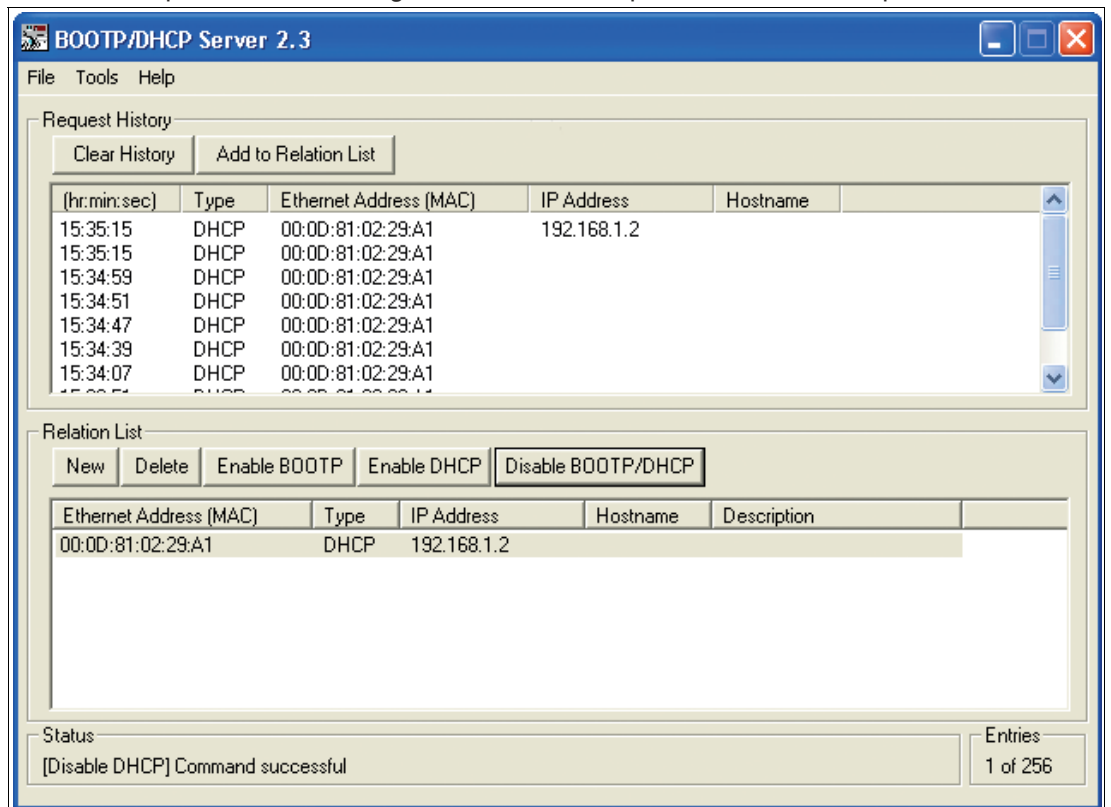 BOOTP/DHCP Server 2.3
File Tools Help
Request History
Clear History Add to Relation List
(hr:min:sec) Type Ethernet Address (MAC) IP Address Hostname
15:35:15 DHCP 00:0D:81:02:29:A1 192.168.1.2
15:35:15 DHCP 00:0D:81:02:29:A1
15:34:59 DHCP 00:0D:81:02:29:A1
15:34:51 DHCP 00:0D:81:02:29:A1
15:34:47 DHCP 00:0D:81:02:29:A1
15:34:39 DHCP 00:0D:81:02:29:A1
15:34:07 DHCP 00:0D:81:02:29:A1
Relation List
New Delete Enable BOOTP Enable DHCP Disable BOOTP/DHCP
Ethernet Address (MAC) Type IP Address Hostname Description
00:0D:81:02:29:A1 DHCP 192.168.1.2
Status
[Disable DHCP] Command successful
Entries
1 of 256